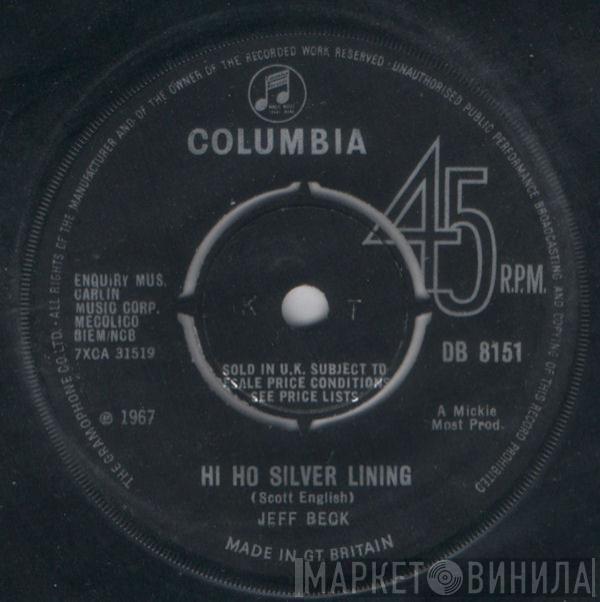 THE GRAMOPHONE CO. LTD. · ALL RIGHTS OF THE MANUFACTURER AND OF THE OWNER OF THE RECORDED WORK RESERVED · UNAUTHORISED PUBLIC PERFORMANCE BROADCASTING AND COPYING OF THIS RECORD PROHIBITED
MAGIC NOTES
COLUMBIA
45
R.P.M.
ENQUIRY MUS.
CARLIN
MUSIC CORP.
MECOLICO
BIEM/NCB
7XCA 31519
K T
DB 8151
SOLD IN U.K. SUBJECT TO
RESALE PRICE CONDITIONS
SEE PRICE LISTS
℗ 1967
A Mickie
Most Prod.
HI HO SILVER LINING
(Scott English)
JEFF BECK
MADE IN GT. BRITAIN
МАРКЕТ ВИНИЛА